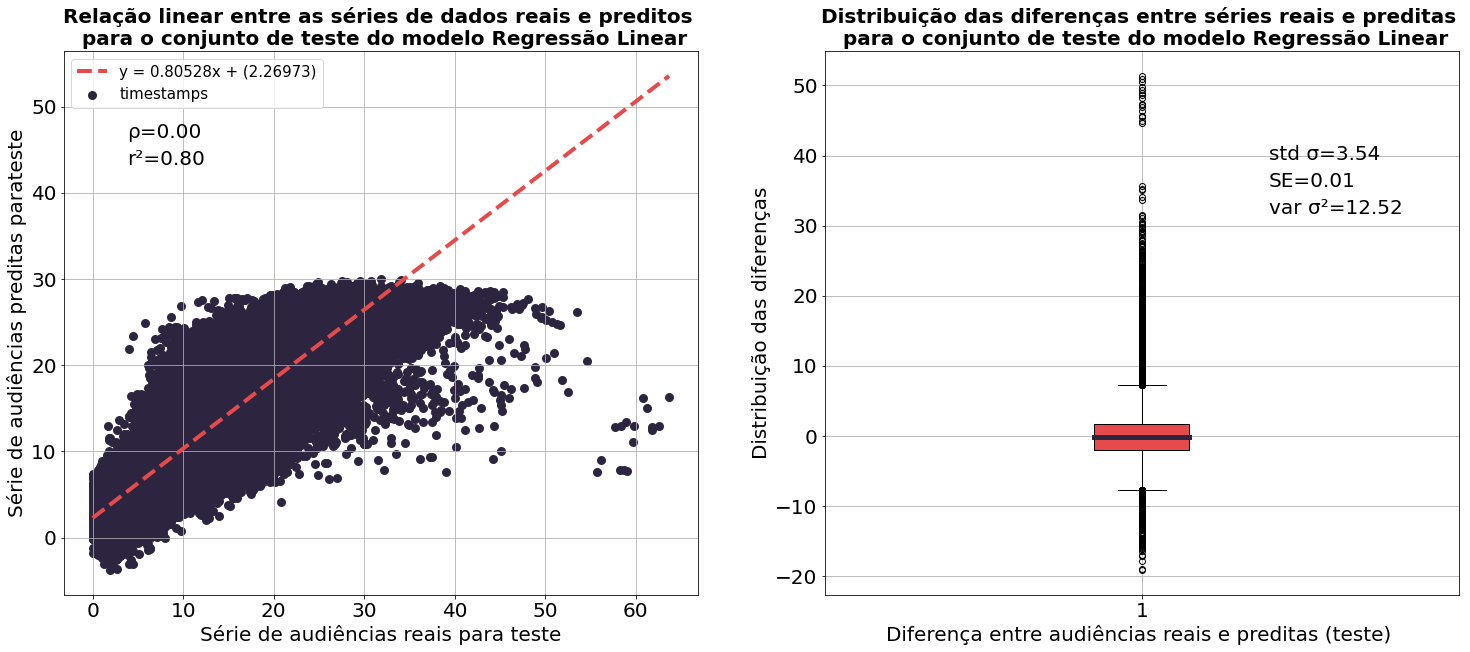 Relação linear entre as séries de dados reais e preditos
para o conjunto de teste do modelo Regressão Linear
y = 0.80528x + (2.26973)
timestamps
ρ=0.00
r²=0.80
50
40
30
20
10
0
Série de audiências preditas parateste
0 10 20 30 40 50 60
Série de audiências reais para teste
Distribuição das diferenças entre séries reais e preditas
para o conjunto de teste do modelo Regressão Linear
std σ=3.54
SE=0.01
var σ²=12.52
50
40
30
20
10
0
−10
−20
Distribuição das diferenças
1
Diferença entre audiências reais e preditas (teste)